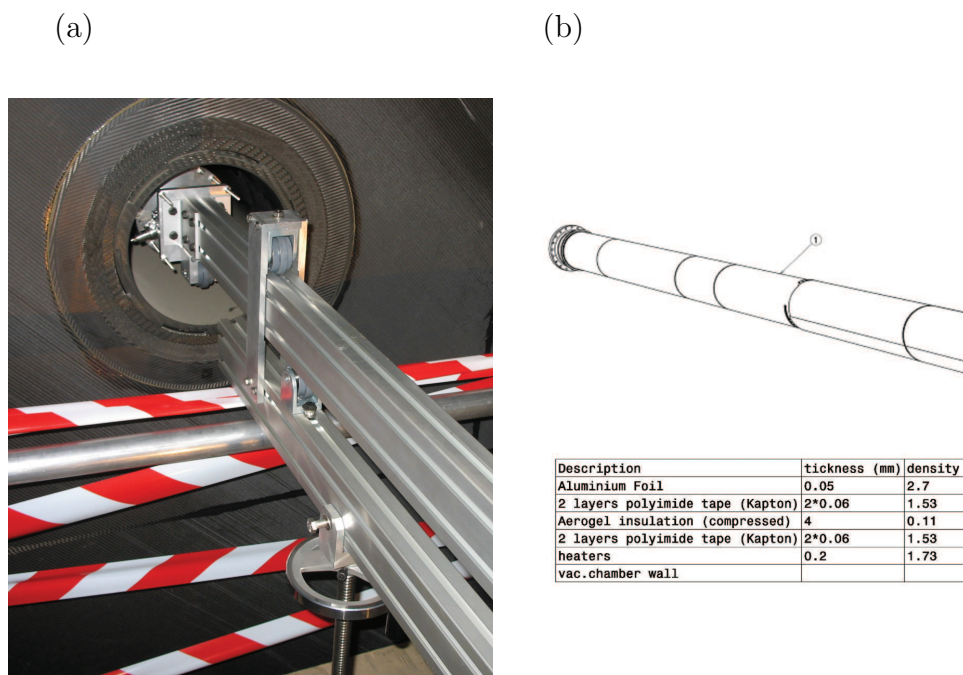 (a)
(b)
1
Description tickness (mm) density
Aluminium Foil 0.05 2.7
2 layers polyimide tape (Kapton) 2*0.06 1.53
Aerogel insulation (compressed) 4 0.11
2 layers polyimide tape (Kapton) 2*0.06 1.53
heaters 0.2 1.73
vac.chamber wall